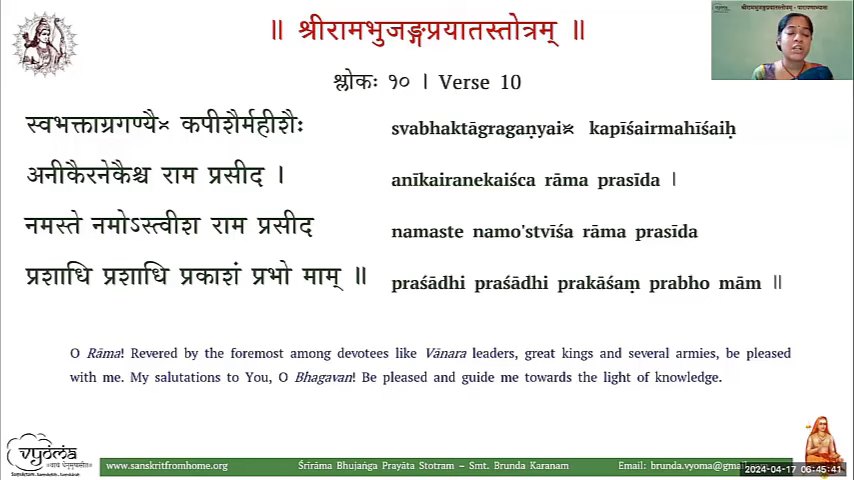 ॥ श्रीरामभुजङ्गप्रयातस्तोत्रम् ॥
श्लोकः १० । Verse 10
स्वभक्ताग्रगण्यैᳵ कपीशैर्महीशैः
svabhaktāgragaṇyaiᳵ kapīśairmahīśaiḥ
अनीकैरनेकैश्च राम प्रसीद ।
anīkairanekaiśca rāma prasīda |
नमस्ते नमोऽस्त्वीश राम प्रसीद
namaste namo'stvīśa rāma prasīda
प्रशाधि प्रशाधि प्रकाशं प्रभो माम् ॥
praśādhi praśādhi prakāśaṃ prabho mām ||
O Rāma! Revered by the foremost among devotees like Vānara leaders, great kings and several armies, be pleased
with me. My salutations to You, O Bhagavan! Be pleased and guide me towards the light of knowledge.
vyoma
www.sanskritfromhome.org Śrīrāma Bhujaṅga Prayāta Stotram – Smt. Brunda Karanam Email: brunda.vyoma@gmail
2024-04-17 06:45:41